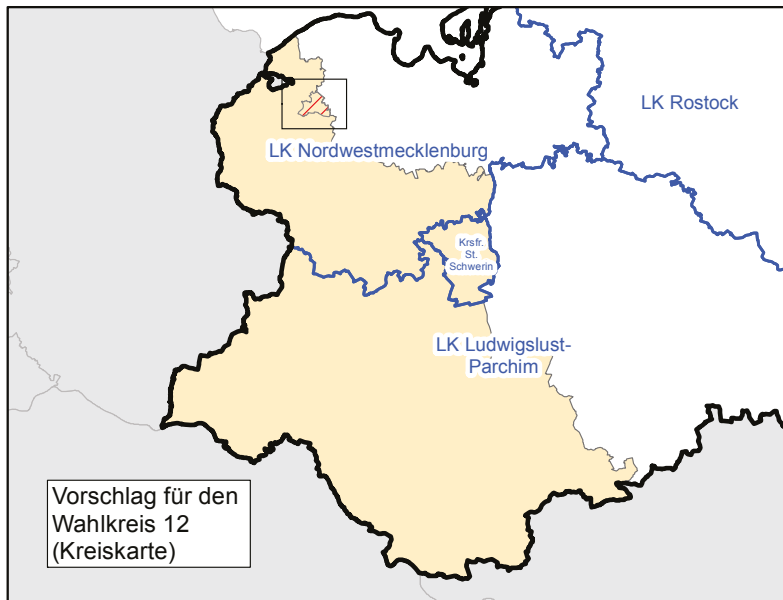 LK Rostock
LK Nordwestmecklenburg
Krsfr.
St.
Schwerin
LK Ludwigslust-
Parchim
Vorschlag für den
Wahlkreis 12
(Kreiskarte)